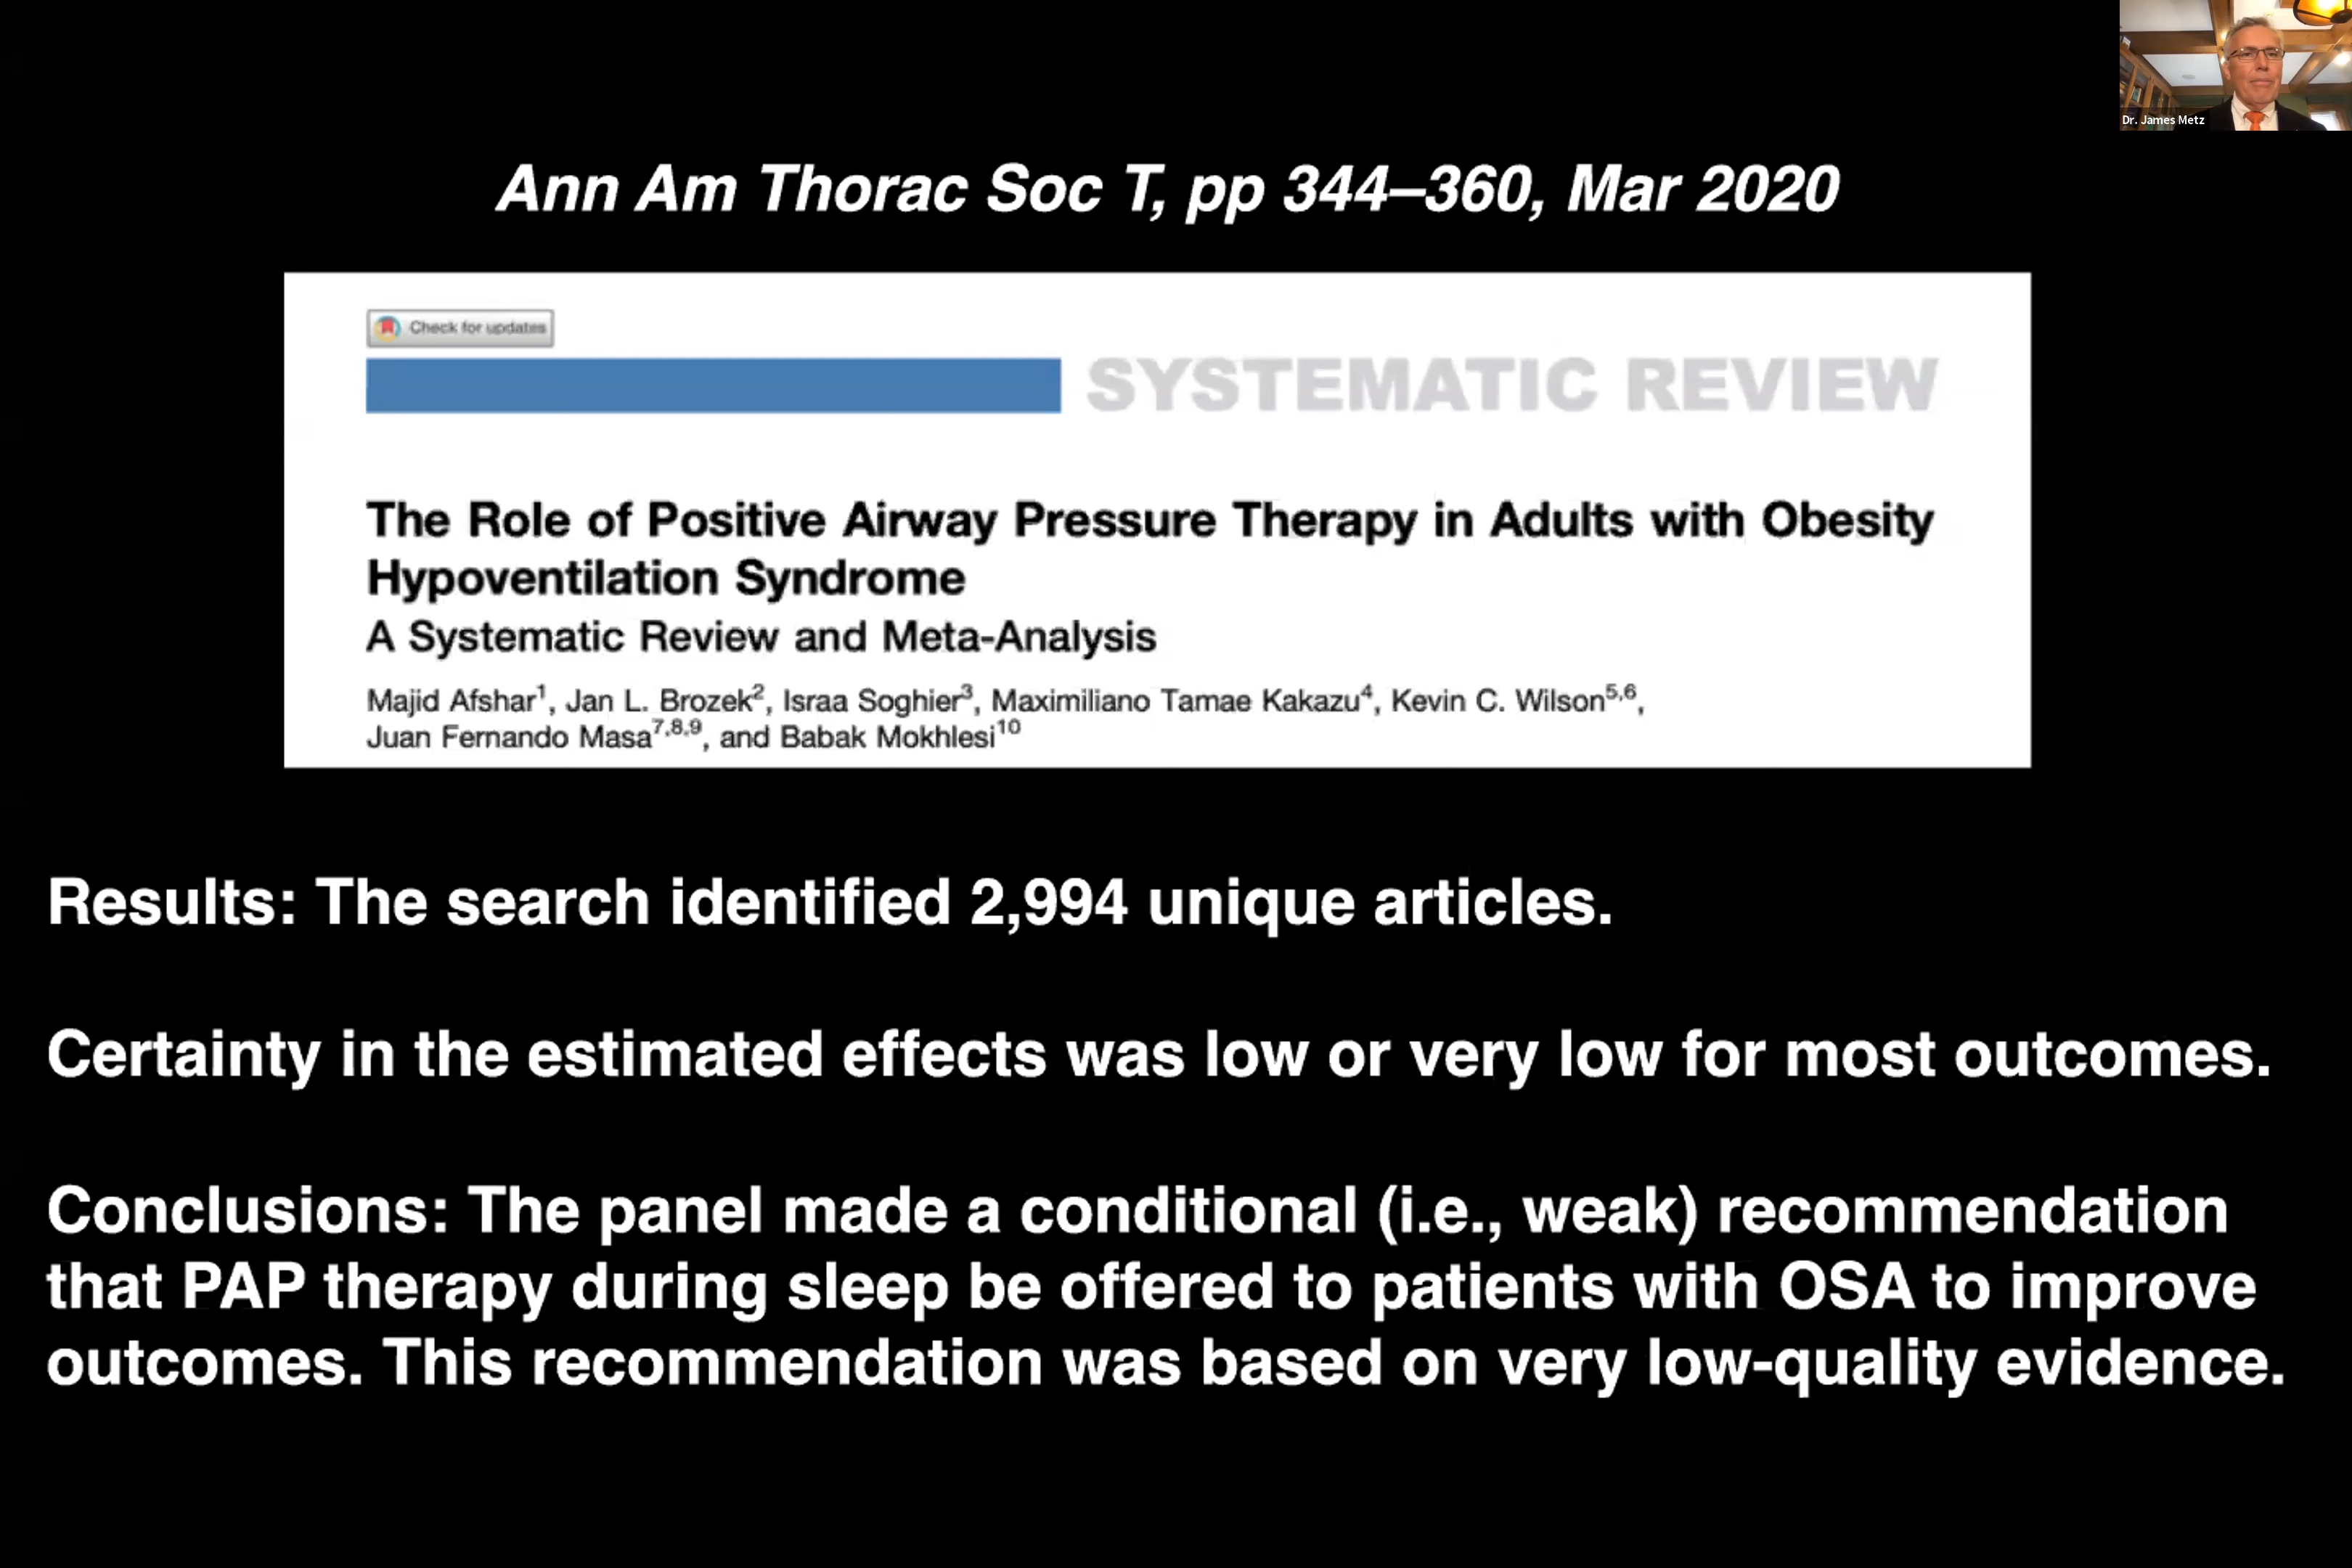 Dr. James Metz
Ann Am Thorac Soc T, pp 344–360, Mar 2020
Check for updates
SYSTEMATIC REVIEW
The Role of Positive Airway Pressure Therapy in Adults with Obesity
Hypoventilation Syndrome
A Systematic Review and Meta-Analysis
Majid Afshar1, Jan L. Brozek2, Israa Soghier3, Maximiliano Tamae Kakazu4, Kevin C. Wilson5,6,
Juan Fernando Masa7,8,9, and Babak Mokhlesi10
Results: The search identified 2,994 unique articles.
Certainty in the estimated effects was low or very low for most outcomes.
Conclusions: The panel made a conditional (i.e., weak) recommendation
that PAP therapy during sleep be offered to patients with OSA to improve
outcomes. This recommendation was based on very low-quality evidence.